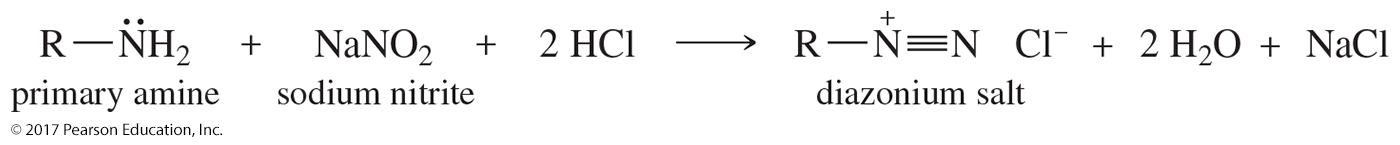 R—N̈H₂ + NaNO₂ + 2 HCl ⟶ R—N⁺≡N Cl⁻ + 2 H₂O + NaCl
primary amine sodium nitrite diazonium salt
© 2017 Pearson Education, Inc.